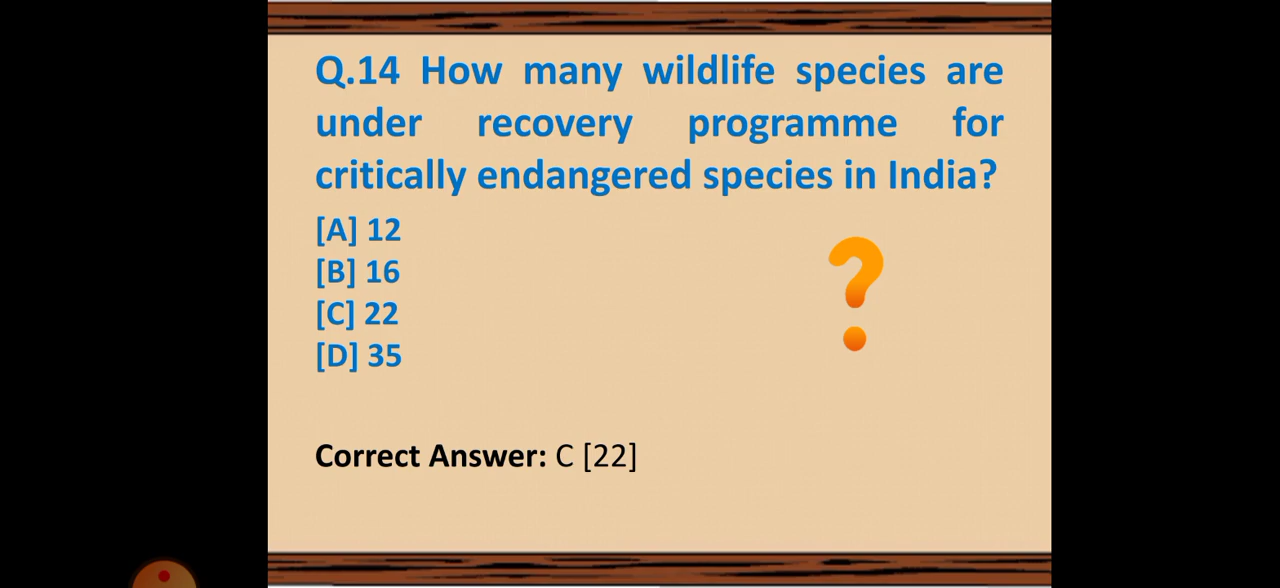 Q.14 How many wildlife species are
under recovery programme for
critically endangered species in India?
[A] 12
[B] 16
[C] 22
[D] 35
Correct Answer: C [22]